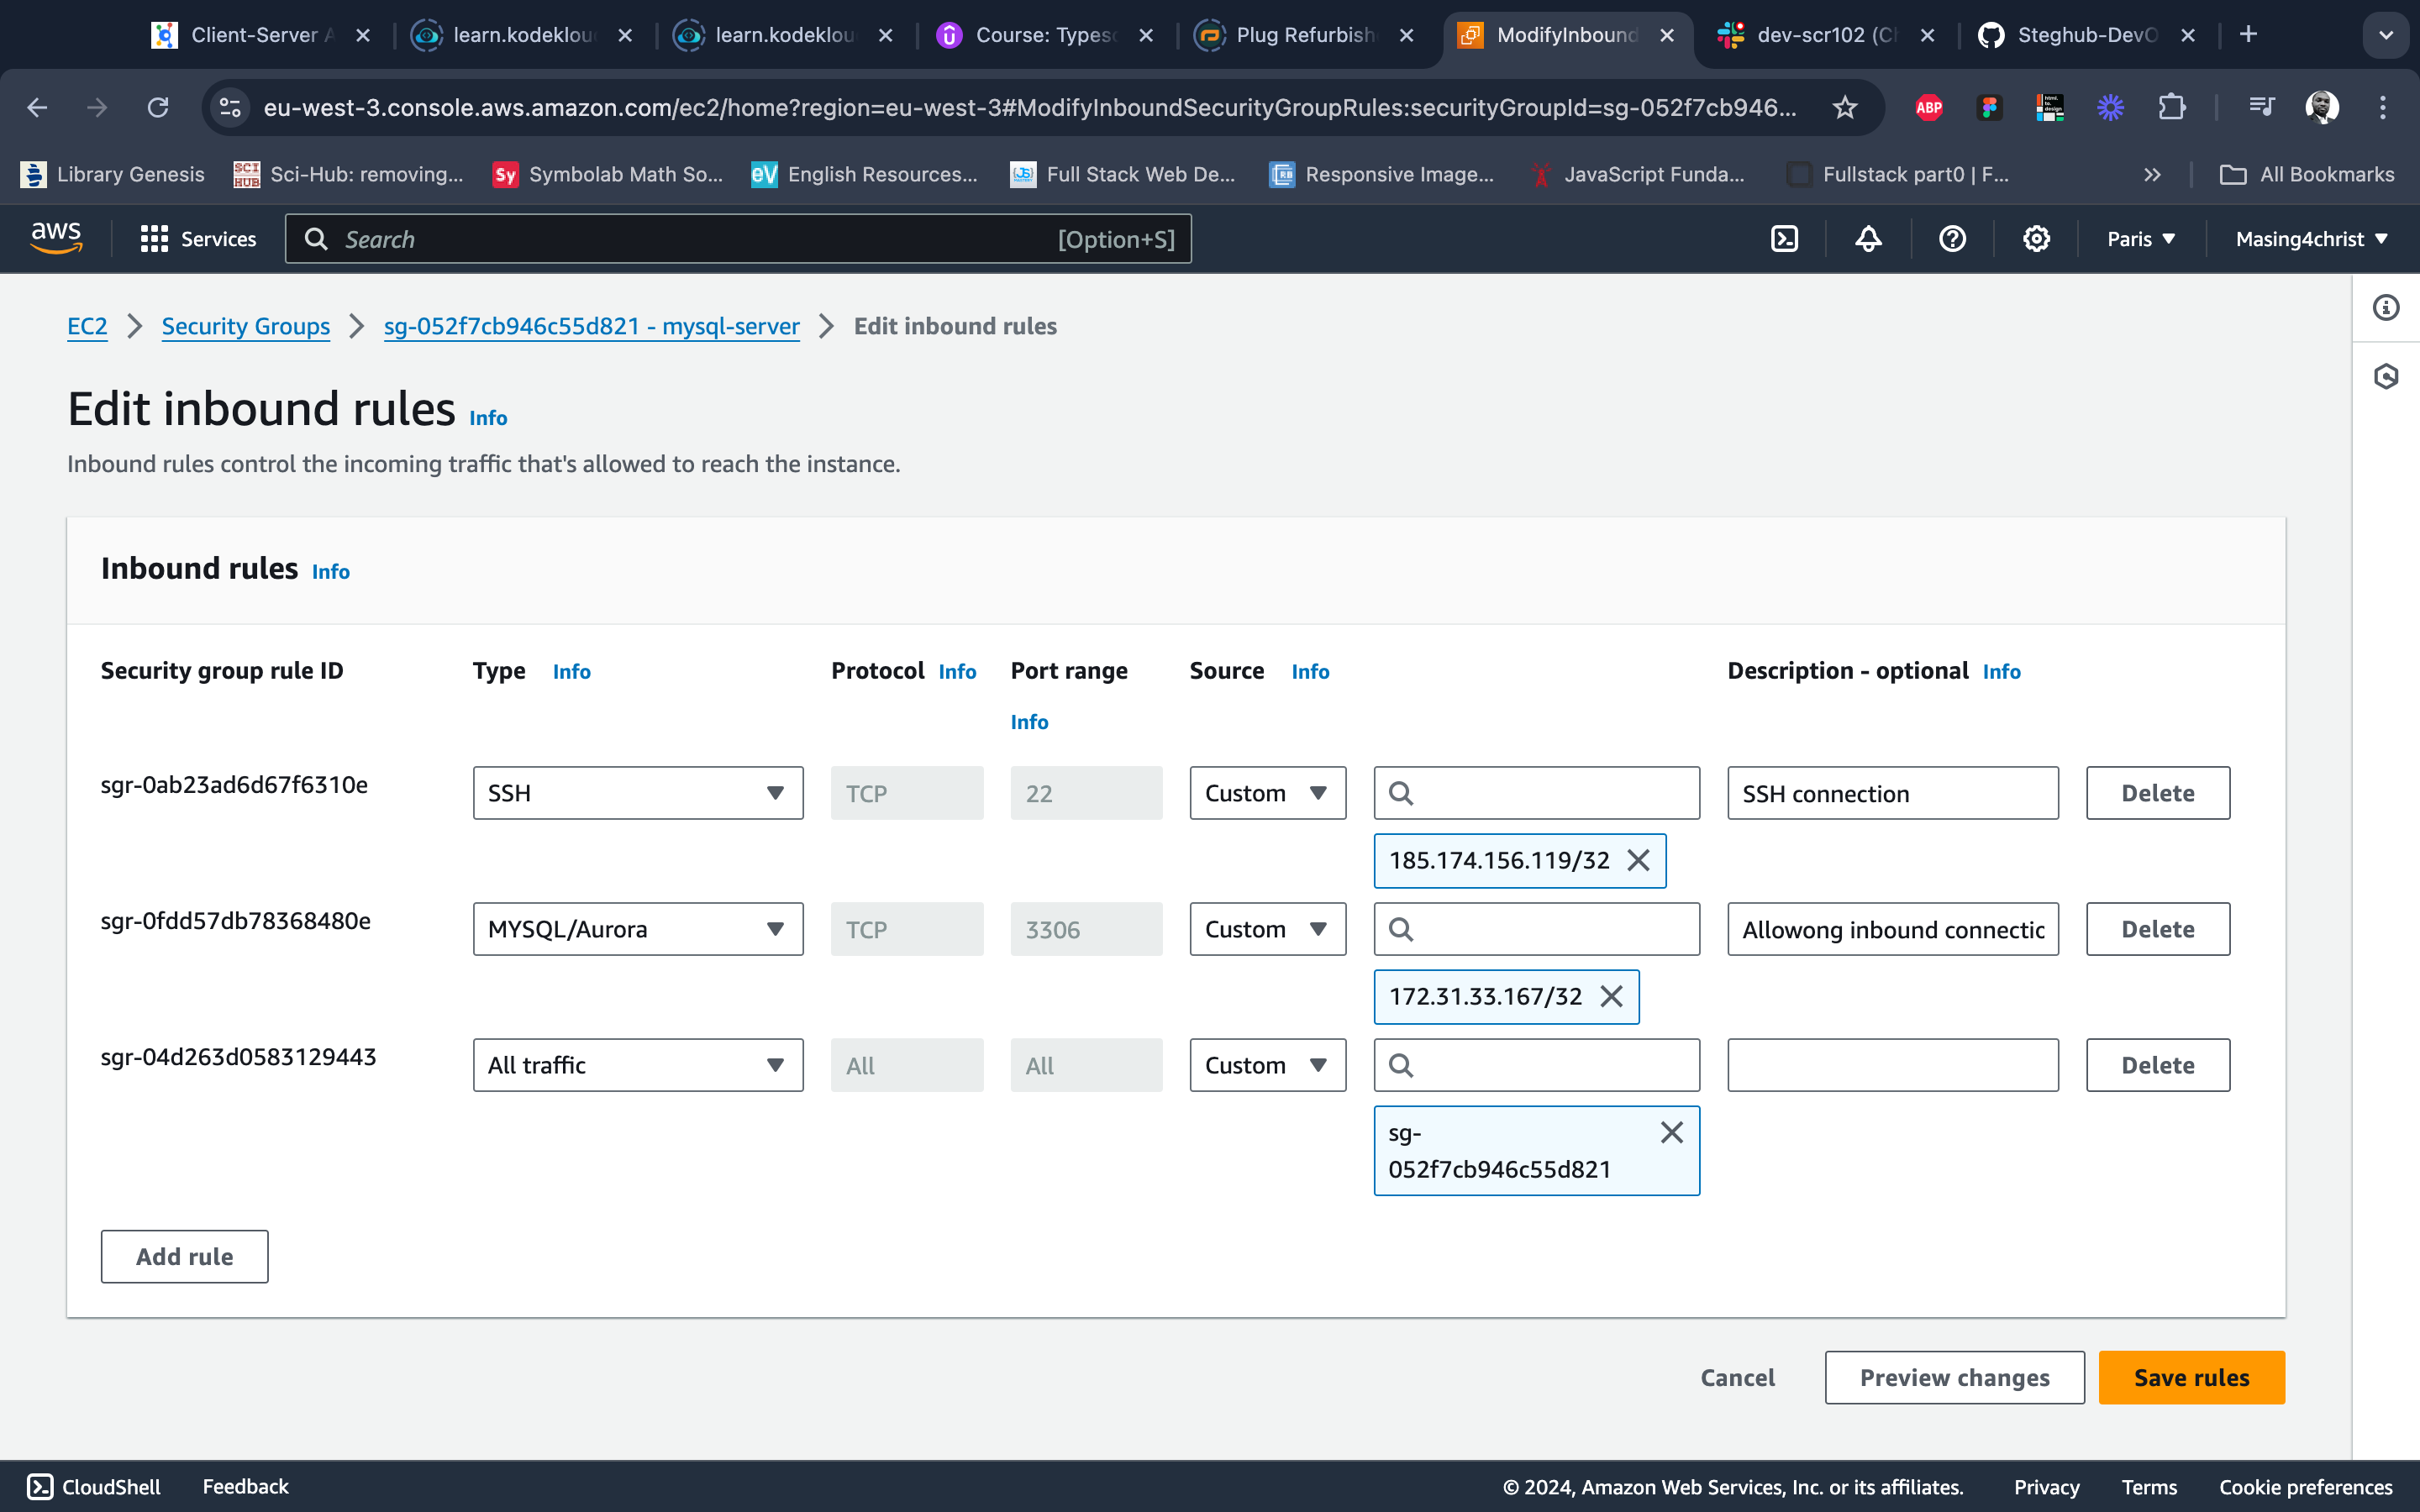 Client-Server A
learn.kodeklou
learn.kodeklou
Course: Typesc
Plug Refurbish
ModifyInbound
dev-scr102 (Ch
Steghub-DevO
eu-west-3.console.aws.amazon.com/ec2/home?region=eu-west-3#ModifyInboundSecurityGroupRules:securityGroupId=sg-052f7cb946...
ABP
Library Genesis
SCI HUB
Sci-Hub: removing...
Sy
Symbolab Math So...
eV
English Resources...
Full Stack Web De...
Responsive Image...
JavaScript Funda...
Fullstack part0 | F...
All Bookmarks
aws
Services
Search
[Option+S]
Paris
Masing4christ
EC2
Security Groups
sg-052f7cb946c55d821 - mysql-server
Edit inbound rules
Edit inbound rules Info
Inbound rules control the incoming traffic that's allowed to reach the instance.
Inbound rules Info
Security group rule ID
Type Info
Protocol Info
Port range
Info
Source Info
Description - optional Info
sgr-0ab23ad6d67f6310e
SSH
TCP
22
Custom
SSH connection
Delete
185.174.156.119/32
sgr-0fdd57db78368480e
MYSQL/Aurora
TCP
3306
Custom
Allowong inbound connectic
Delete
172.31.33.167/32
sgr-04d263d0583129443
All traffic
All
All
Custom
Delete
sg-
052f7cb946c55d821
Add rule
Cancel
Preview changes
Save rules
CloudShell
Feedback
© 2024, Amazon Web Services, Inc. or its affiliates.
Privacy
Terms
Cookie preferences